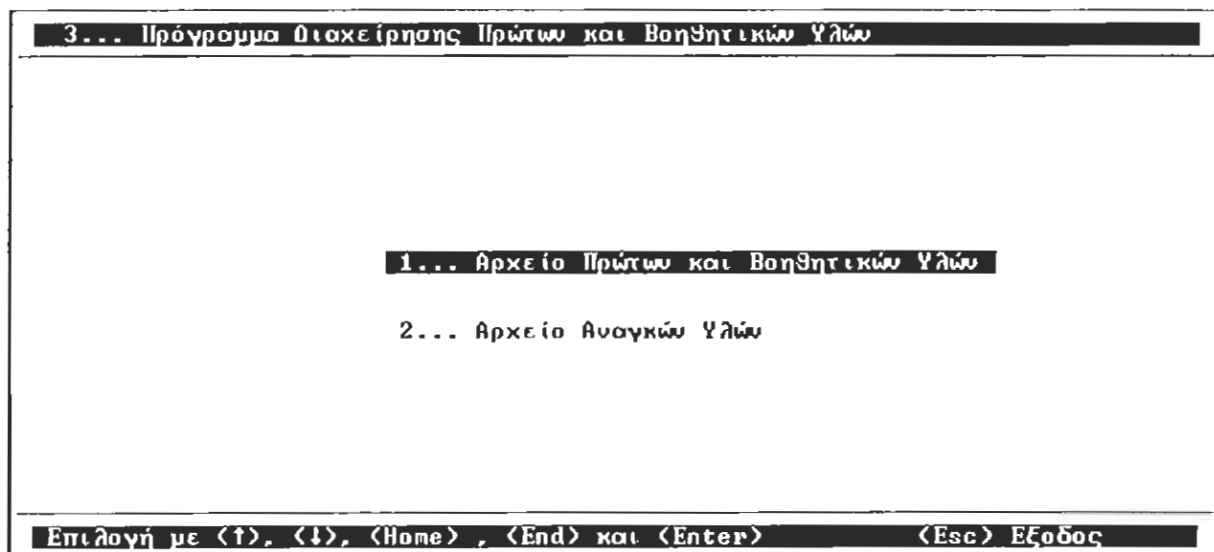 3... Πρόγραμμα Διαχείρησης Πρώτων και Βοηθητικών Υλών
1... Αρχείο Πρώτων και Βοηθητικών Υλών
2... Αρχείο Αναγκών Υλών
Επιλογή με <↑>, <↓>, <Home> , <End> και <Enter> <Esc> Εξοδος